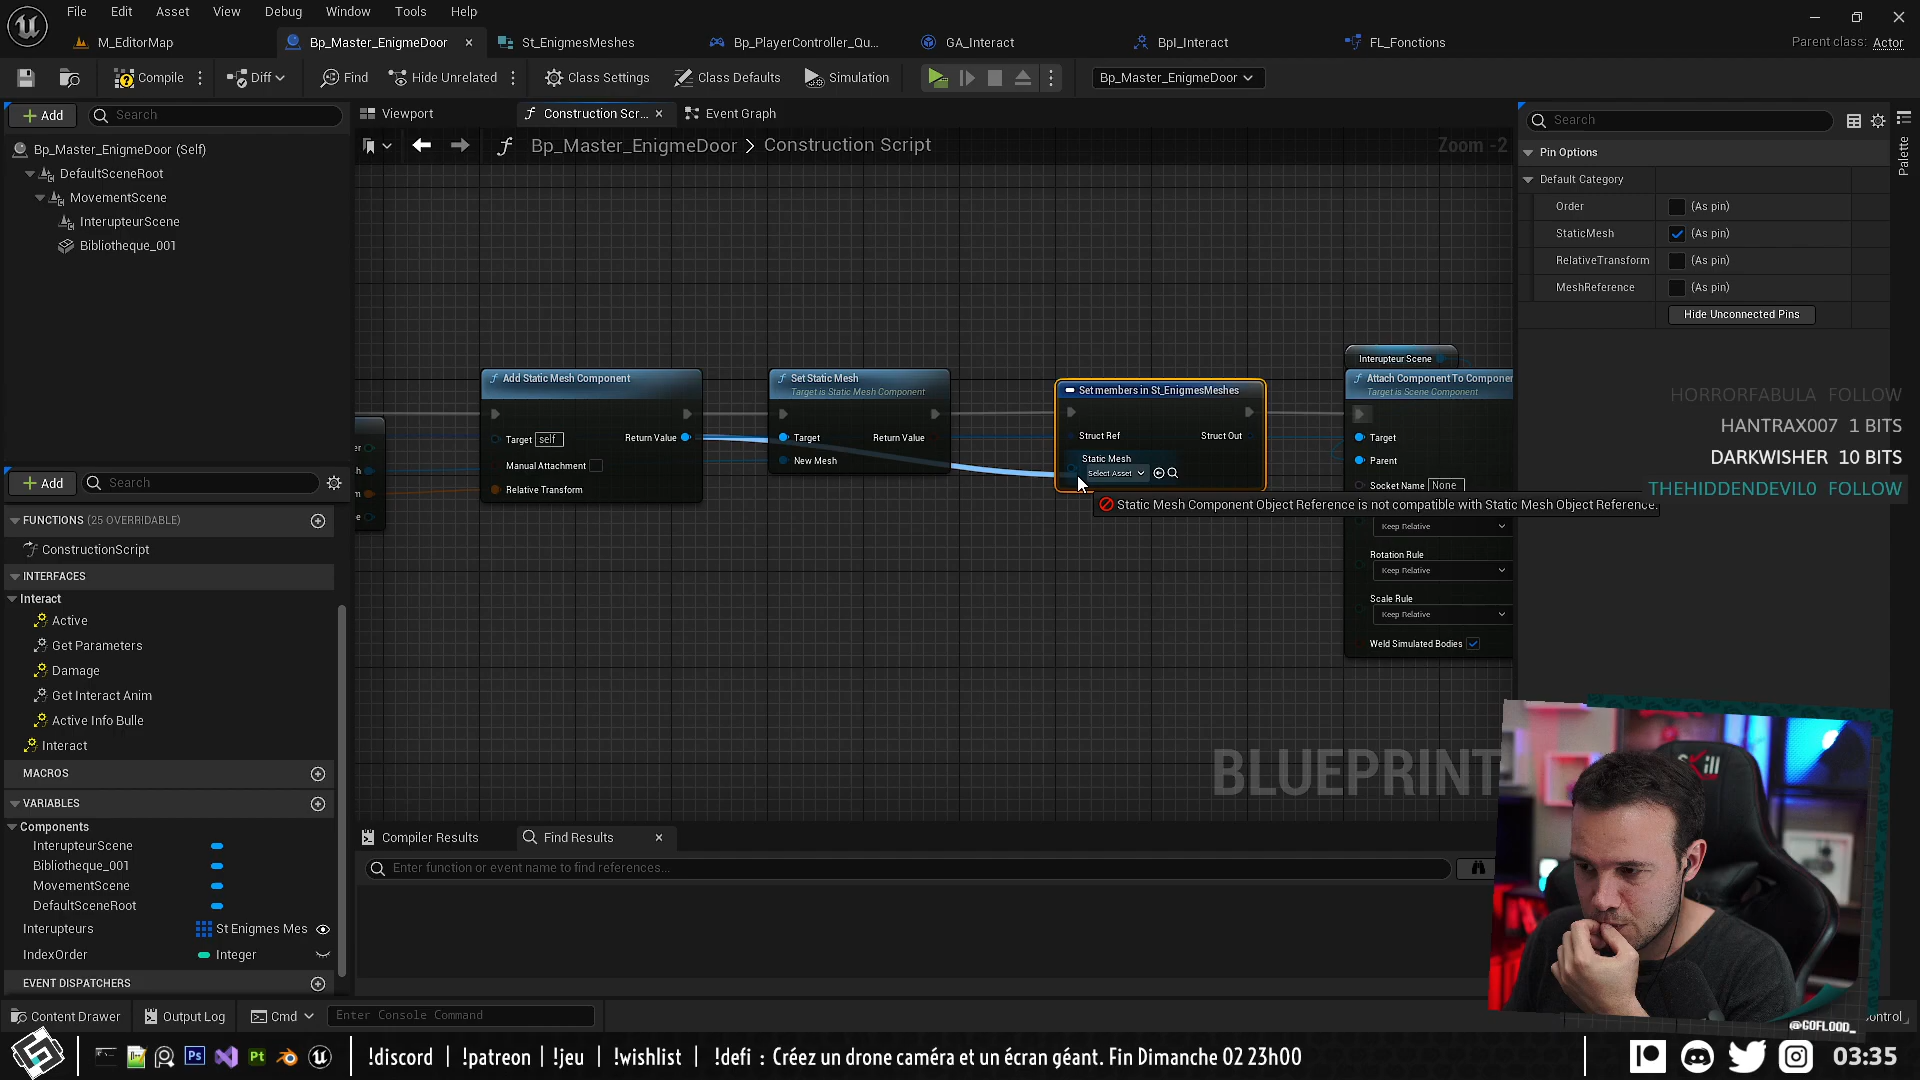 File Edit Asset View Debug Window Tools Help
M_EditorMap Bp_Master_EnigmeDoor St_EnigmesMeshes Bp_PlayerController_Qu... GA_Interact BpI_Interact FL_Fonctions
Parent class: Actor
Compile Diff Find Hide Unrelated Class Settings Class Defaults Simulation Bp_Master_EnigmeDoor
Add Search
Viewport Construction Scr... Event Graph
Search
Bp_Master_EnigmeDoor (Self)
DefaultSceneRoot
MovementScene
InterupteurScene
Bibliotheque_001
Bp_Master_EnigmeDoor > Construction Script
Zoom -2
Palette
Pin Options
Default Category
Order (As pin)
StaticMesh (As pin)
RelativeTransform (As pin)
MeshReference (As pin)
Hide Unconnected Pins
Add Static Mesh Component
Target self
Return Value
Manual Attachment
Relative Transform
Set Static Mesh
Target is Static Mesh Component
Target Return Value
New Mesh
Set members in St_EnigmesMeshes
Struct Ref Struct Out
Static Mesh
Select Asset
Static Mesh Component Object Reference is not compatible with Static Mesh Object Reference.
Interupteur Scene
Attach Component To Componen
Target is Scene Component
Target
Parent
Socket Name None
Keep Relative
Rotation Rule
Keep Relative
Scale Rule
Keep Relative
Weld Simulated Bodies
HORRORFABULA FOLLOW
HANTRAX007 1 BITS
DARKWISHER 10 BITS
THEHIDDENDEVIL0 FOLLOW
BLUEPRINT
Add Search
FUNCTIONS (25 OVERRIDABLE)
ConstructionScript
INTERFACES
Interact
Active
Get Parameters
Damage
Get Interact Anim
Active Info Bulle
Interact
MACROS
VARIABLES
Components
InterupteurScene
Bibliotheque_001
MovementScene
DefaultSceneRoot
Interupteurs St Enigmes Mes
IndexOrder Integer
EVENT DISPATCHERS
Compiler Results Find Results
Enter function or event name to find references...
Content Drawer Output Log Cmd Enter Console Command
ontrol
Skill
@GOFLOOD_
!discord | !patreon | !jeu | !wishlist | !defi : Créez un drone caméra et un écran géant. Fin Dimanche 02 23h00
03:35